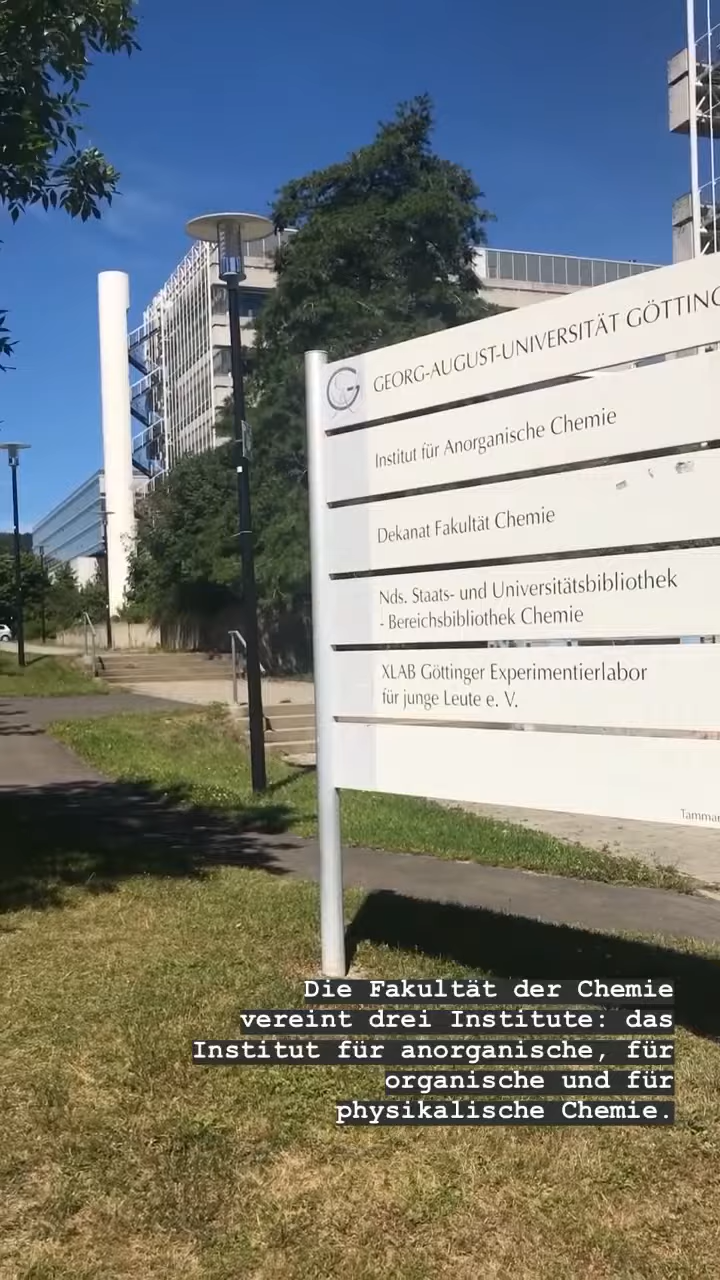 GEORG-AUGUST-UNIVERSITÄT GÖTTING
Institut für Anorganische Chemie
Dekanat Fakultät Chemie
Nds. Staats- und Universitätsbibliothek
- Bereichsbibliothek Chemie
XLAB Göttinger Experimentierlabor
für junge Leute e. V.
Tamman
Die Fakultät der Chemie
vereint drei Institute: das
Institut für anorganische, für
organische und für
physikalische Chemie.